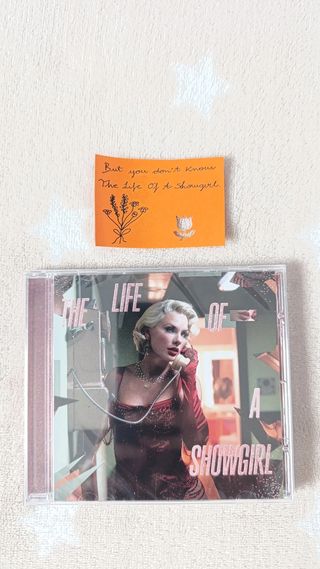 But you don't know
The Life Of A Showgirl
THE LIFE OF
A
SHOWGIRL